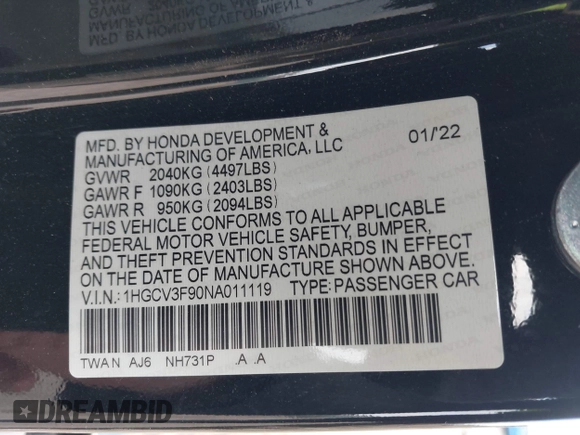 MFD. BY HONDA DEVELOPMENT &
MANUFACTURING OF AMERICA, LLC 01/'22
GVWR 2040KG (4497LBS)
GAWR F 1090KG (2403LBS)
GAWR R 950KG (2094LBS)
THIS VEHICLE CONFORMS TO ALL APPLICABLE
FEDERAL MOTOR VEHICLE SAFETY, BUMPER,
AND THEFT PREVENTION STANDARDS IN EFFECT
ON THE DATE OF MANUFACTURE SHOWN ABOVE.
V.I.N.: 1HGCV3F90NA011119 TYPE: PASSENGER CAR
TWA N AJ6 NH731P .A .A
DREAMBID